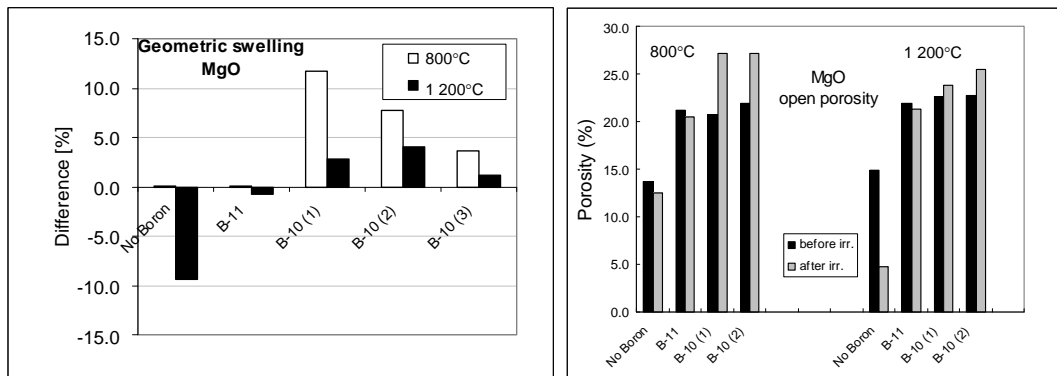 Geometric swelling
MgO
800°C
1 200°C
Difference [%]
15.0
10.0
5.0
0.0
-5.0
-10.0
-15.0
No Boron
B-11
B-10 (1)
B-10 (2)
B-10 (3)
800°C
1 200°C
MgO
open porosity
Porosity (%)
30.0
25.0
20.0
15.0
10.0
5.0
0.0
before irr.
after irr.
No Boron
B-11
B-10 (1)
B-10 (2)
No Boron
B-11
B-10 (1)
B-10 (2)